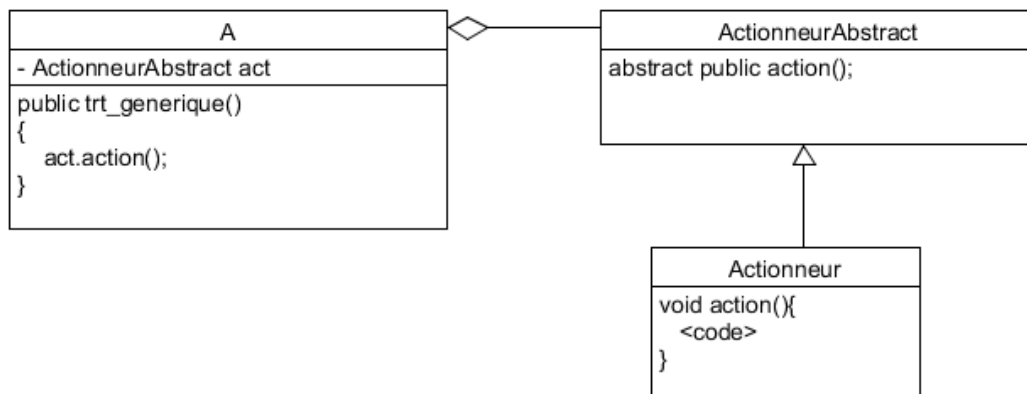 A
- ActionneurAbstract act
public trt_generique()
{
act.action();
}
ActionneurAbstract
abstract public action();
Actionneur
void action(){
<code>
}